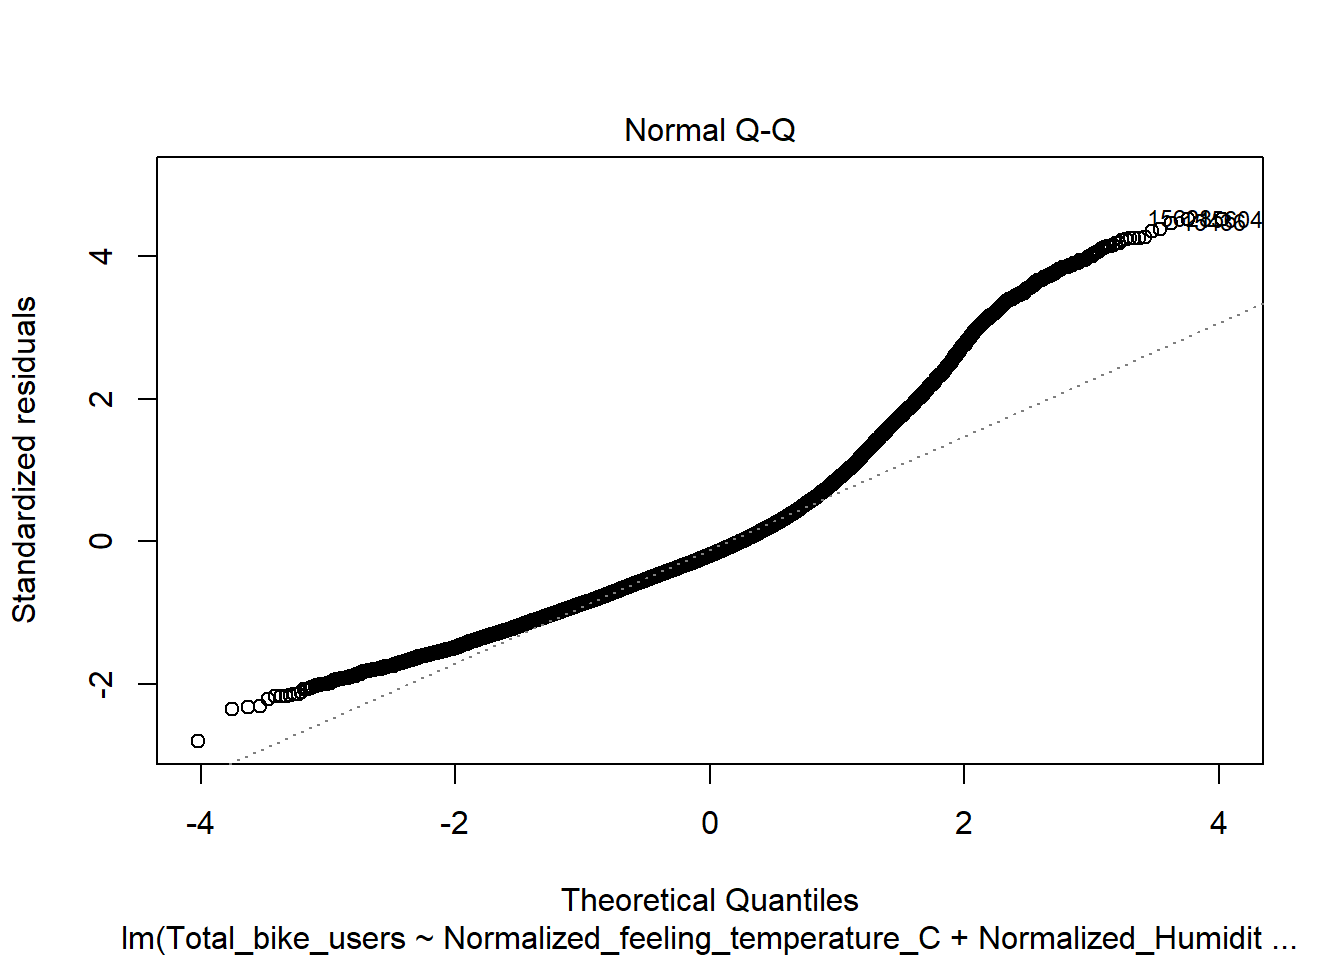 Normal Q-Q
Standardized residuals
4
2
0
-2
-4
-2
0
2
4
Theoretical Quantiles
lm(Total_bike_users ~ Normalized_feeling_temperature_C + Normalized_Humidit ...